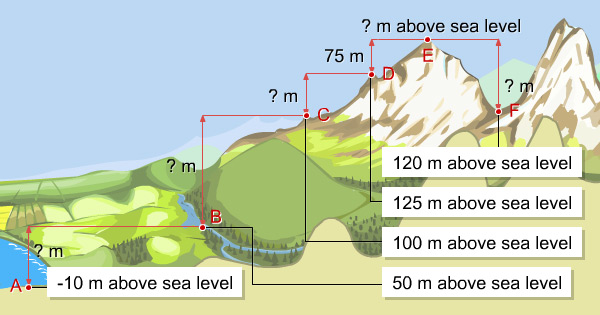 ? m above sea level
75 m
E
D
? m
? m
C
F
120 m above sea level
? m
125 m above sea level
B
100 m above sea level
? m
A
-10 m above sea level
50 m above sea level